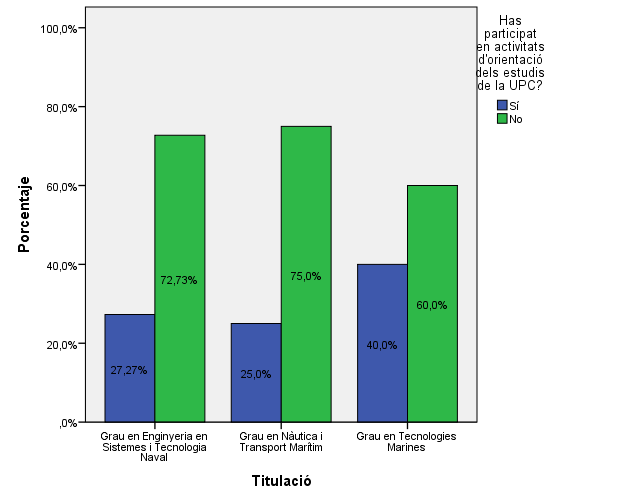 Has
participat
en activitats
d'orientació
dels estudis
de la UPC?
Sí
No
100,0%
80,0%
60,0%
40,0%
20,0%
,0%
Porcentaje
72,73%
75,0%
60,0%
27,27%
25,0%
40,0%
Grau en Enginyeria en
Sistemes i Tecnologia
Naval
Grau en Nàutica i
Transport Marítim
Grau en Tecnologies
Marines
Titulació